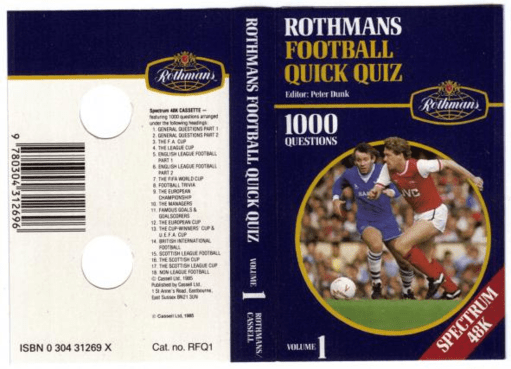 Rothmans
Spectrum 48K CASSETTE —
featuring 1000 questions arranged
under the following headings:
1. GENERAL QUESTIONS PART 1
2. GENERAL QUESTIONS PART 2
3. THE F.A. CUP
4. THE LEAGUE CUP
5. ENGLISH LEAGUE FOOTBALL
PART 1
6. ENGLISH LEAGUE FOOTBALL
PART 2
7. THE FIFA WORLD CUP
8. FOOTBALL TRIVIA
9. THE EUROPEAN
CHAMPIONSHIP
10. THE MANAGERS
11. FAMOUS GOALS &
GOALSCORERS
12. THE EUROPEAN CUP
13. THE CUP-WINNERS' CUP &
U.E.F.A. CUP
14. BRITISH INTERNATIONAL
FOOTBALL
15. SCOTTISH LEAGUE FOOTBALL
16. THE SCOTTISH CUP
17. THE SCOTTISH LEAGUE CUP
18. NON LEAGUE FOOTBALL
© Cassell Ltd, 1985
Published by Cassell Ltd,
1 St Anne's Road, Eastbourne,
East Sussex BN21 3UN
© Cassell Ltd, 1985
9 780304 312696
ISBN 0 304 31269 X
Cat. no. RFQ1
ROTHMANS FOOTBALL QUICK QUIZ
VOLUME 1
ROTHMANS/
CASSELL
ROTHMANS
FOOTBALL
QUICK QUIZ
Editor: Peter Dunk
Rothmans
1000
QUESTIONS
SPECTRUM
48K
VOLUME 1